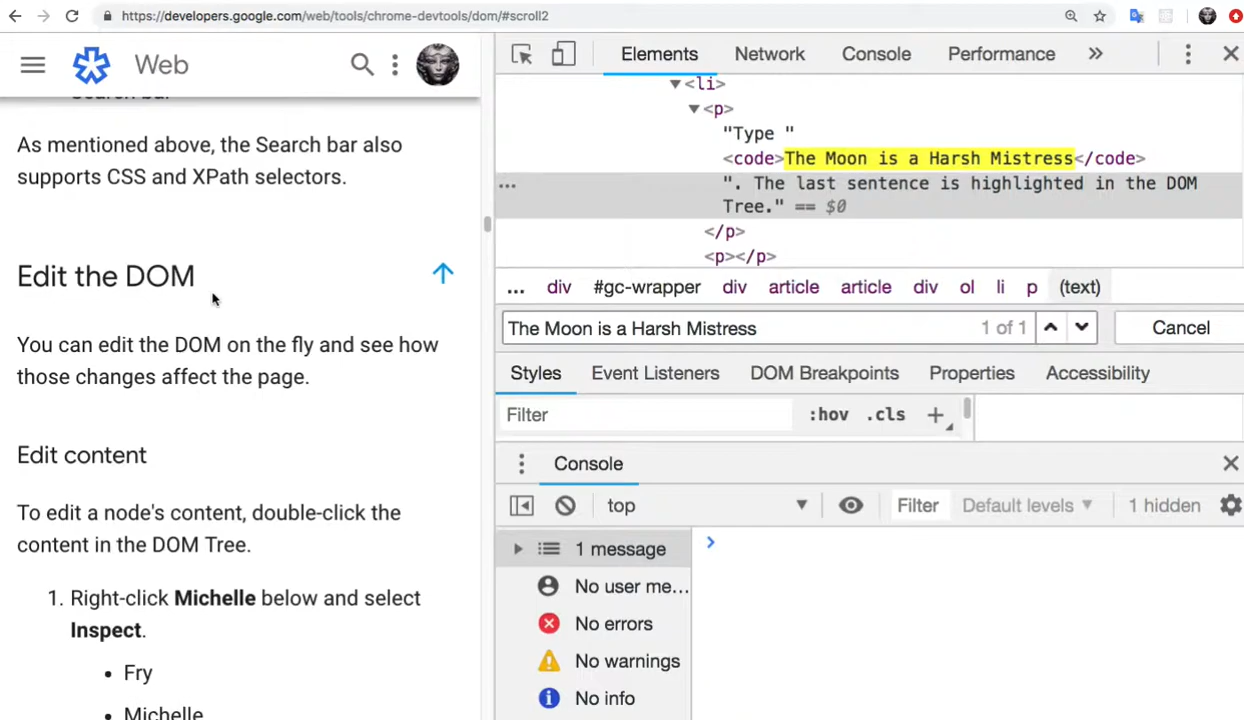 https://developers.google.com/web/tools/chrome-devtools/dom/#scroll2
Web
As mentioned above, the Search bar also
supports CSS and XPath selectors.
Edit the DOM
You can edit the DOM on the fly and see how
those changes affect the page.
Edit content
To edit a node's content, double-click the
content in the DOM Tree.
1. Right-click Michelle below and select
Inspect.
• Fry
• Michelle
Elements Network Console Performance »
▼<li>
▼<p>
"Type "
<code>The Moon is a Harsh Mistress</code>
". The last sentence is highlighted in the DOM
Tree." == $0
</p>
<p></p>
... div #gc-wrapper div article article div ol li p (text)
The Moon is a Harsh Mistress 1 of 1 Cancel
Styles Event Listeners DOM Breakpoints Properties Accessibility
Filter :hov .cls +
Console
top ▼ Filter Default levels ▼ 1 hidden
1 message
No user me...
No errors
No warnings
No info